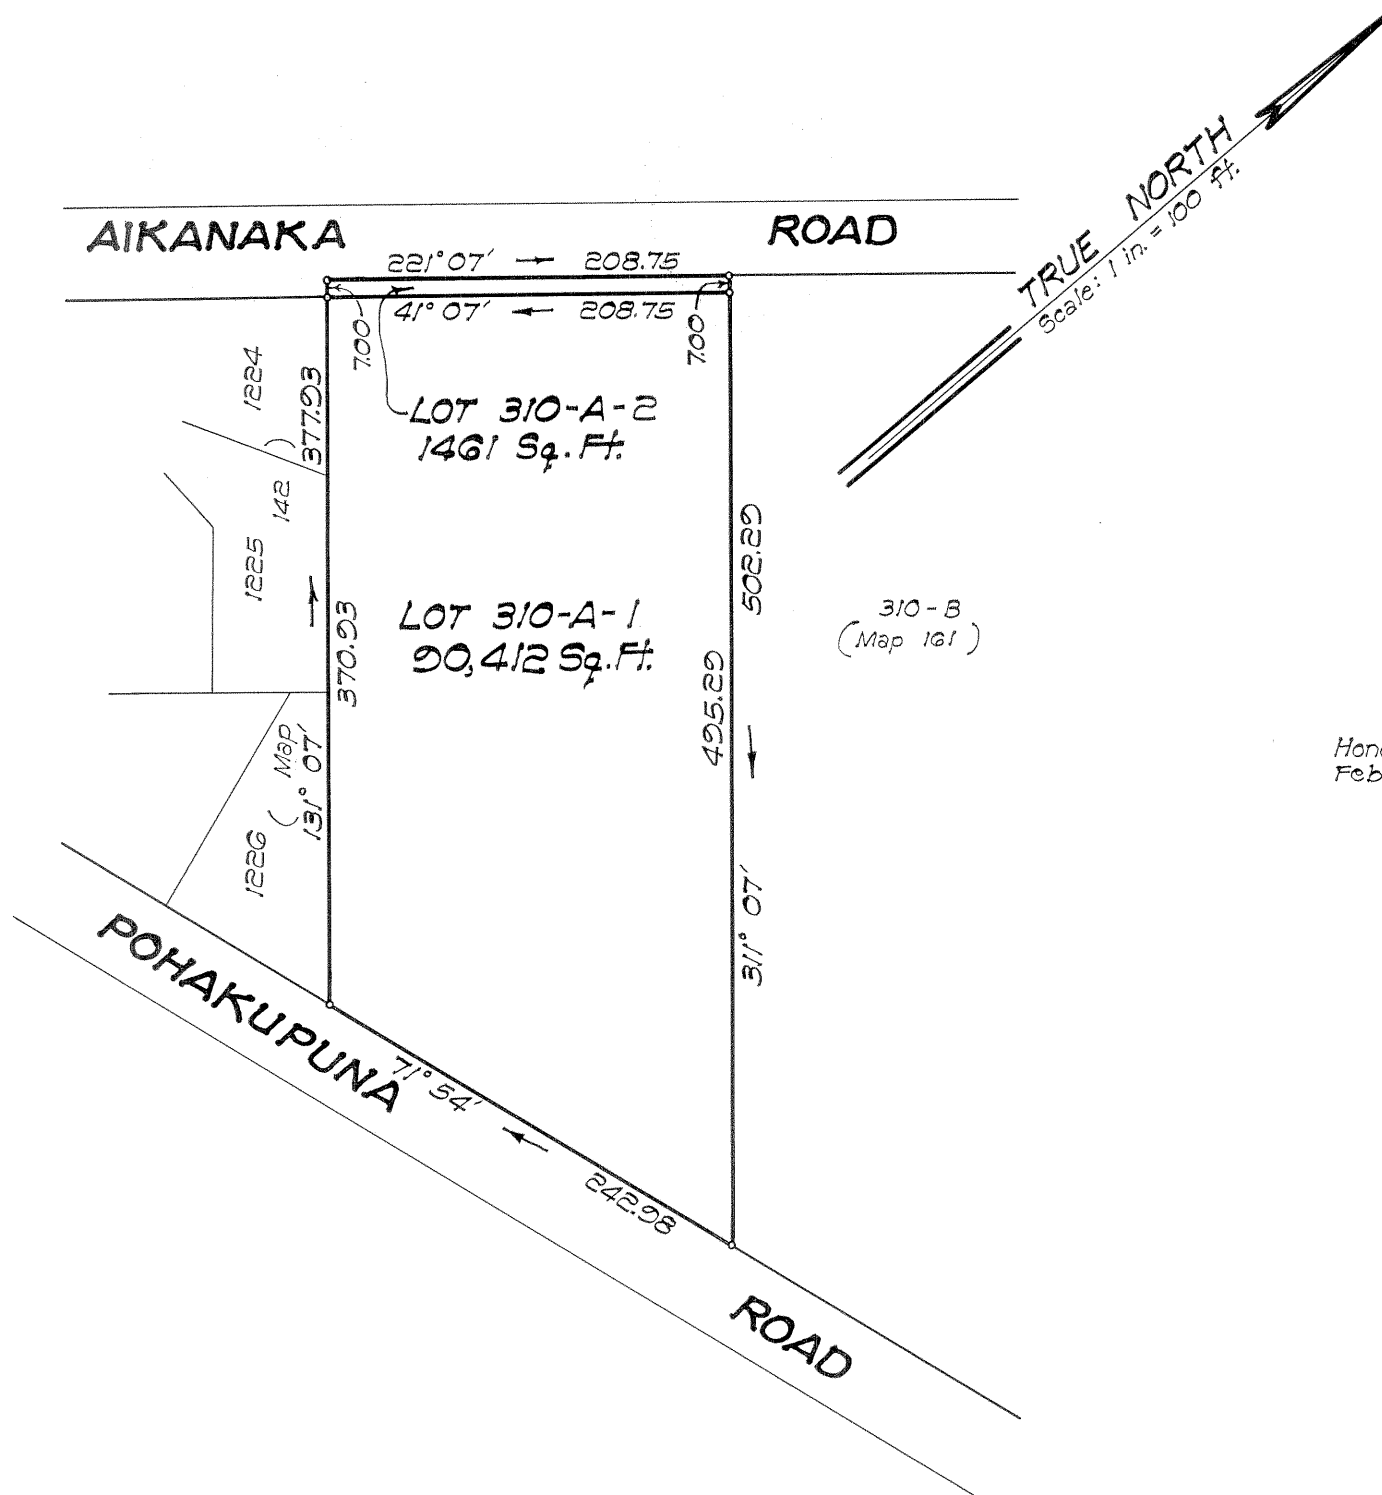 TRUE NORTH
Scale: 1 in. = 100 ft.
AIKANAKA ROAD
221° 07' 208.75
41° 07' 208.75
7.00
7.00
1224
377.93
LOT 310-A-2
1461 Sq. Ft.
142
1225
502.29
310-B
(Map 161)
LOT 310-A-1
90,412 Sq. Ft.
370.93
495.29
(Map
131° 07'
1226
311° 07'
Feb
POHAKUPUNA ROAD
71° 54'
242.98